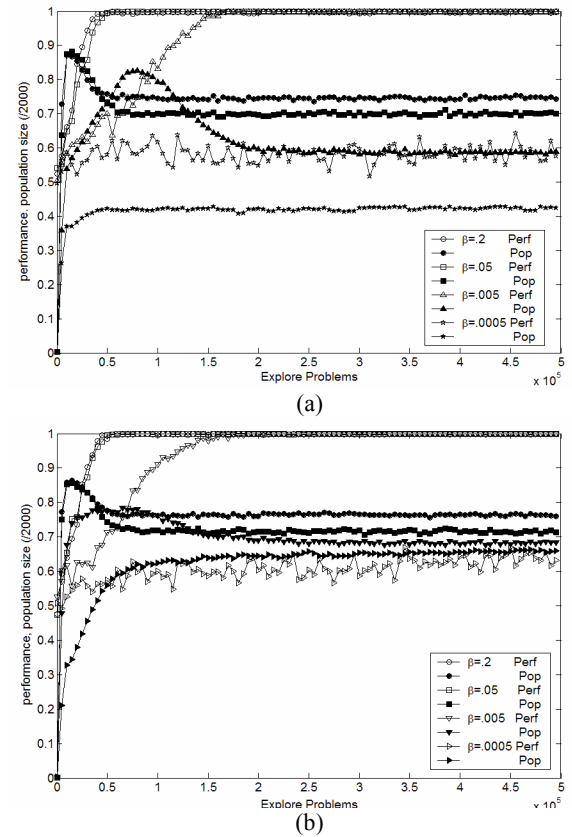 (a)
performance, population size (/2000)
1
0.9
0.8
0.7
0.6
0.5
0.4
0.3
0.2
0.1
0
0 0.5 1 1.5 2 2.5 3 3.5 4 4.5 5
Explore Problems
x 10^5
β=.2 Perf
Pop
β=.05 Perf
Pop
β=.005 Perf
Pop
β=.0005 Perf
Pop
(a)
performance, population size (/2000)
1
0.9
0.8
0.7
0.6
0.5
0.4
0.3
0.2
0.1
0
0 0.5 1 1.5 2 2.5 3 3.5 4 4.5 5
Explore Problems
x 10^5
β=.2 Perf
Pop
β=.05 Perf
Pop
β=.005 Perf
Pop
β=.0005 Perf
Pop
(b)